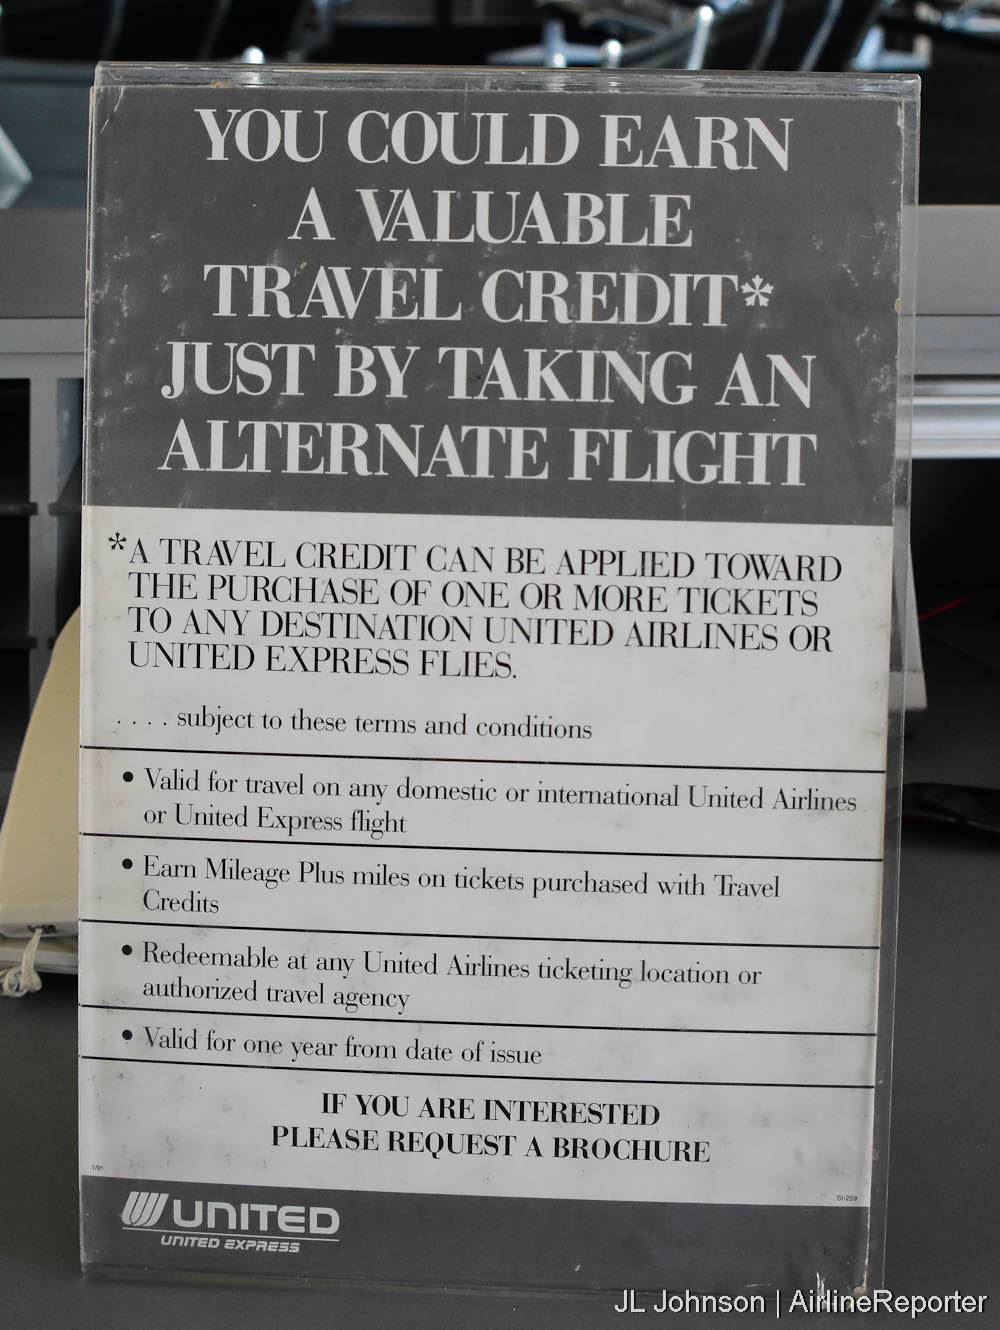 YOU COULD EARN
A VALUABLE
TRAVEL CREDIT*
JUST BY TAKING AN
ALTERNATE FLIGHT
*A TRAVEL CREDIT CAN BE APPLIED TOWARD
THE PURCHASE OF ONE OR MORE TICKETS
TO ANY DESTINATION UNITED AIRLINES OR
UNITED EXPRESS FLIES.
. . . . subject to these terms and conditions
• Valid for travel on any domestic or international United Airlines
or United Express flight
• Earn Mileage Plus miles on tickets purchased with Travel
Credits
• Redeemable at any United Airlines ticketing location or
authorized travel agency
• Valid for one year from date of issue
IF YOU ARE INTERESTED
PLEASE REQUEST A BROCHURE
1/91
SI-259
UNITED
UNITED EXPRESS
JL Johnson | AirlineReporter